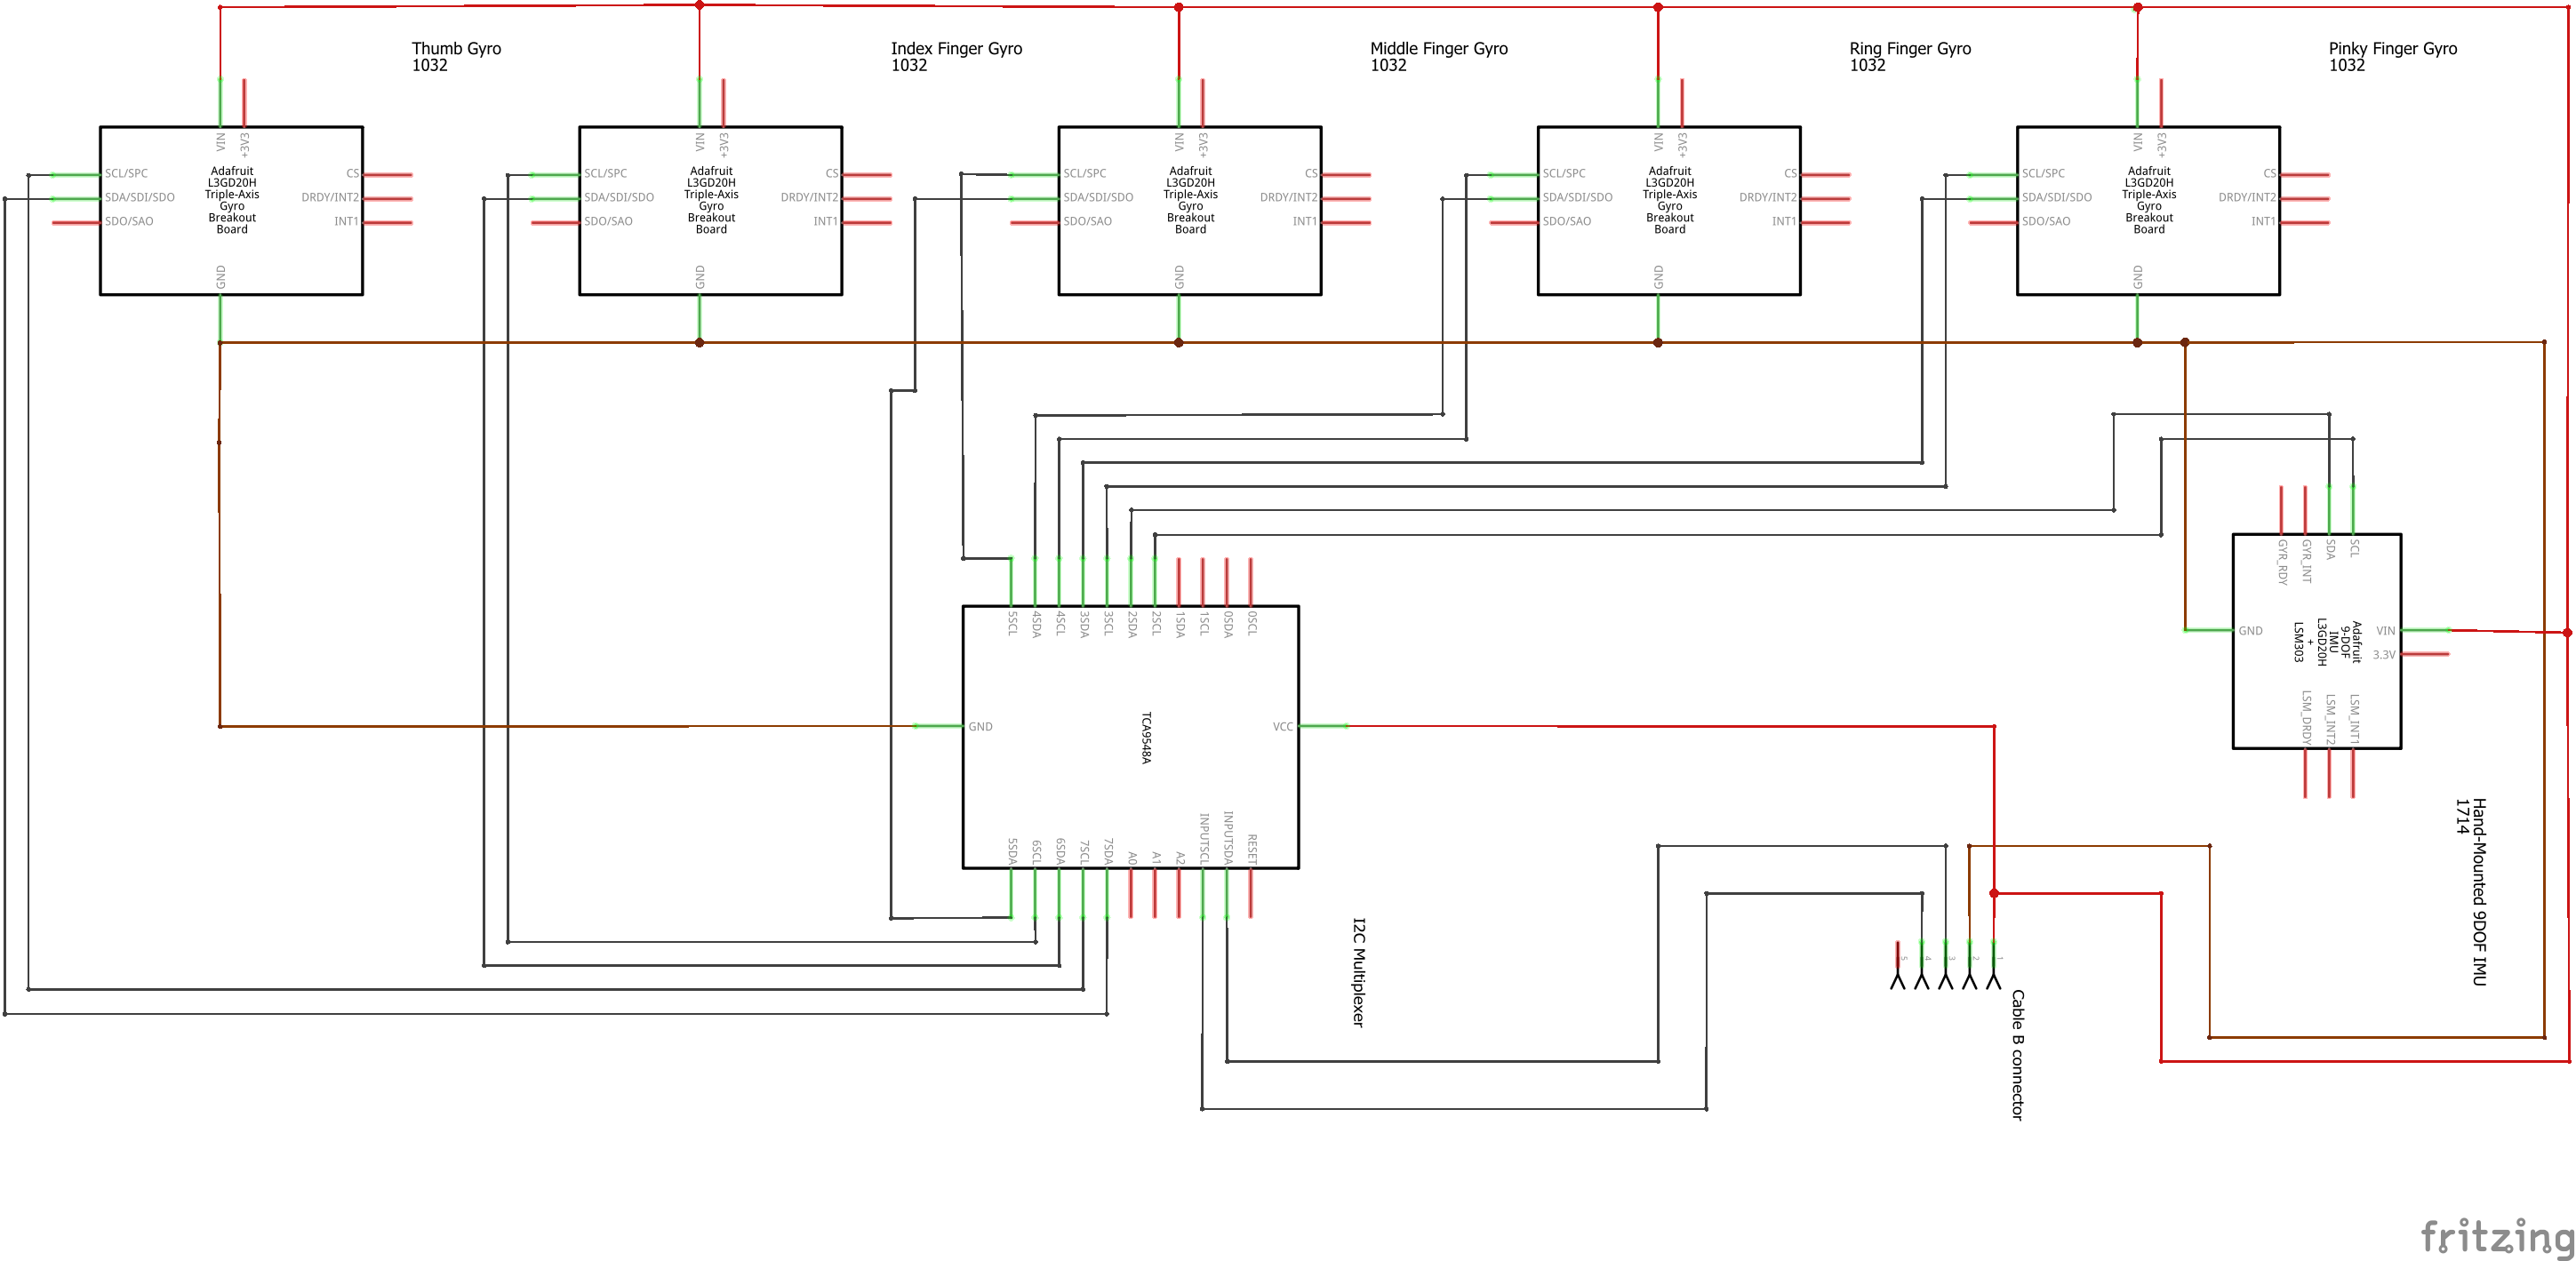 Thumb Gyro
1032
Index Finger Gyro
1032
Middle Finger Gyro
1032
Ring Finger Gyro
1032
Pinky Finger Gyro
1032
VIN
+3V3
SCL/SPC
SDA/SDI/SDO
SDO/SAO
Adafruit
L3GD20H
Triple-Axis
Gyro
Breakout
Board
CS
DRDY/INT2
INT1
GND
VIN
+3V3
SCL/SPC
SDA/SDI/SDO
SDO/SAO
Adafruit
L3GD20H
Triple-Axis
Gyro
Breakout
Board
CS
DRDY/INT2
INT1
GND
VIN
+3V3
SCL/SPC
SDA/SDI/SDO
SDO/SAO
Adafruit
L3GD20H
Triple-Axis
Gyro
Breakout
Board
CS
DRDY/INT2
INT1
GND
VIN
+3V3
SCL/SPC
SDA/SDI/SDO
SDO/SAO
Adafruit
L3GD20H
Triple-Axis
Gyro
Breakout
Board
CS
DRDY/INT2
INT1
GND
VIN
+3V3
SCL/SPC
SDA/SDI/SDO
SDO/SAO
Adafruit
L3GD20H
Triple-Axis
Gyro
Breakout
Board
CS
DRDY/INT2
INT1
GND
GYR_RDY
GYR_INT
SDA
SCL
GND
Adafruit
9-DOF
IMU
L3GD20H
+
LSM303
VIN
3.3V
LSM_DRDY
LSM_INT2
LSM_INT1
Hand-Mounted 9DOF IMU
1714
5SCL
4SDA
4SCL
3SDA
3SCL
2SDA
2SCL
1SDA
1SCL
0SDA
0SCL
GND
TCA9548A
VCC
5SDA
6SCL
6SDA
7SCL
7SDA
A0
A1
A2
INPUTSCL
INPUTSDA
RESET
I2C Multiplexer
5
4
3
2
1
Cable B connector
fritzing